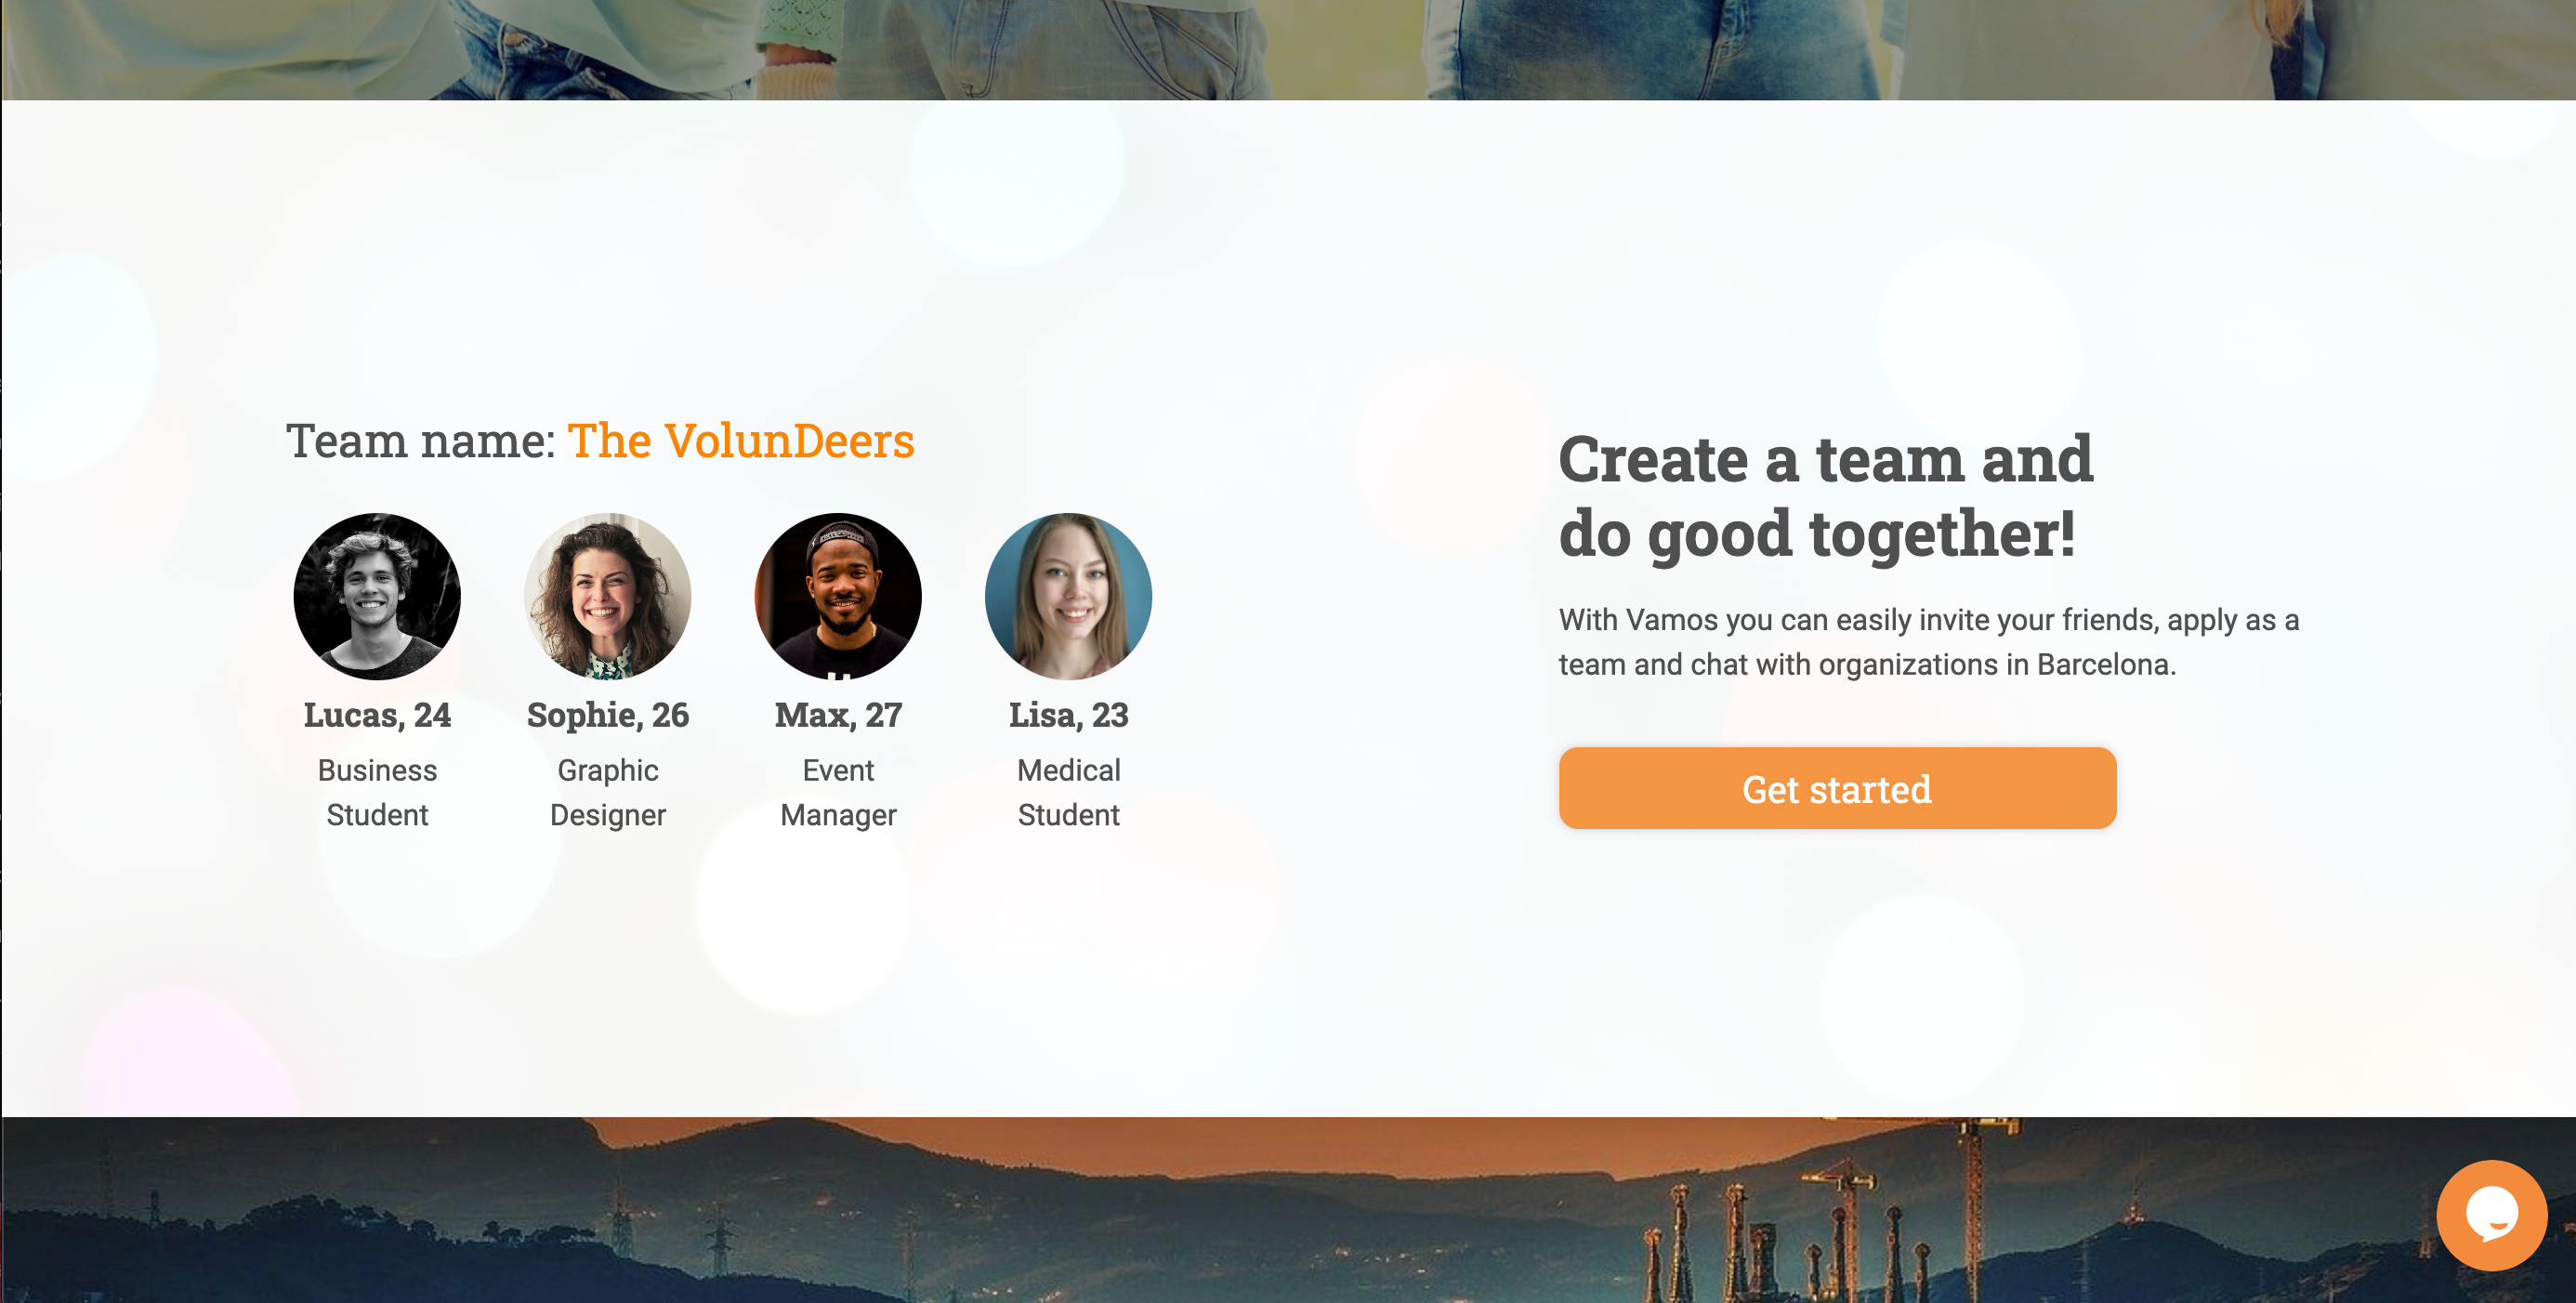 Team name: The VolunDeers
Lucas, 24
Business
Student
Sophie, 26
Graphic
Designer
Max, 27
Event
Manager
Lisa, 23
Medical
Student
Create a team and
do good together!
With Vamos you can easily invite your friends, apply as a
team and chat with organizations in Barcelona.
Get started